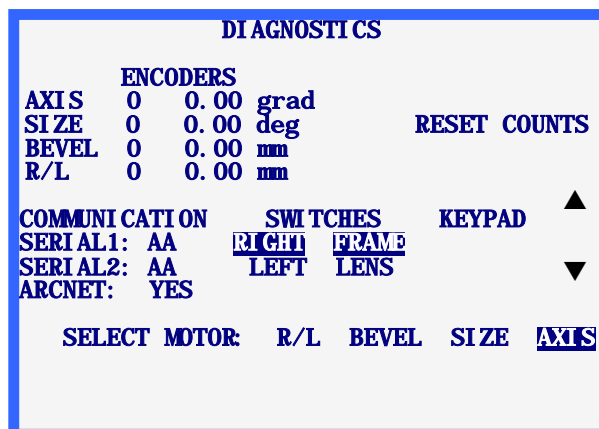 DIAGNOSTICS
ENCODERS
AXIS 0 0.00 grad
SIZE 0 0.00 deg RESET COUNTS
BEVEL 0 0.00 mm
R/L 0 0.00 mm
COMMUNICATION SWITCHES KEYPAD
SERIAL1: AA RIGHT FRAME
SERIAL2: AA LEFT LENS
ARCNET: YES
SELECT MOTOR: R/L BEVEL SIZE AXIS